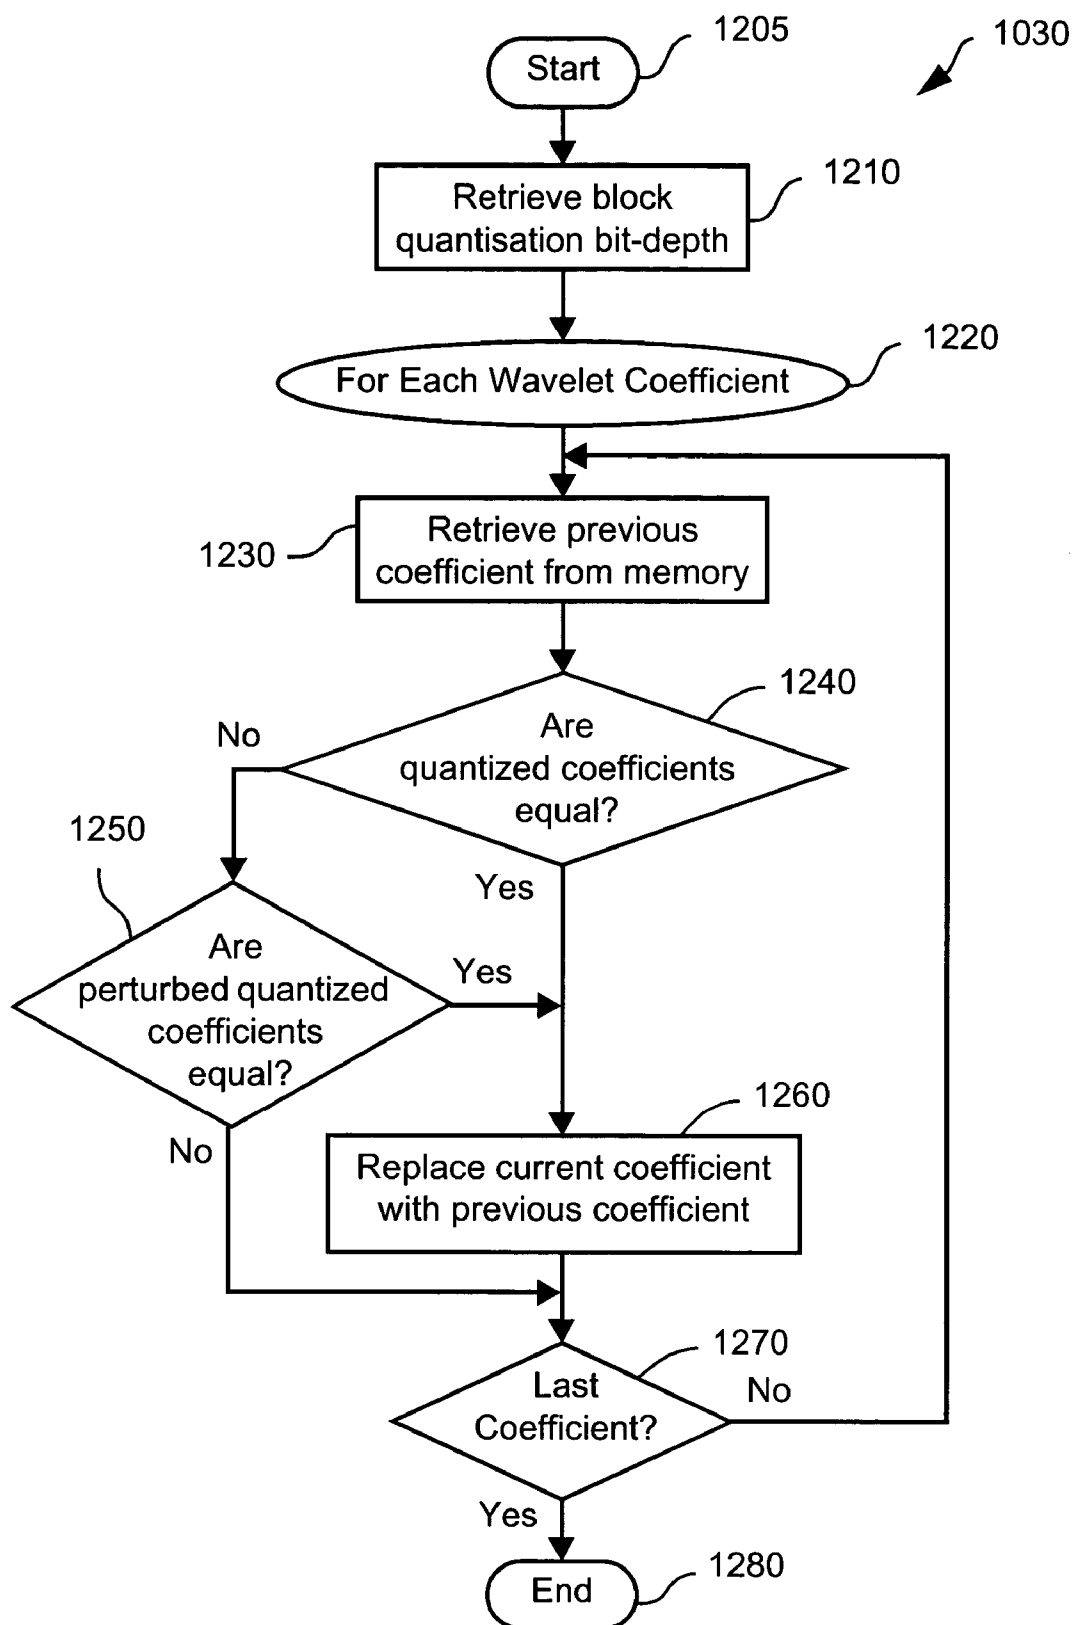 1205
1030
Start
1210
Retrieve block
quantisation bit-depth
1220
For Each Wavelet Coefficient
1230
Retrieve previous
coefficient from memory
1240
Are
quantized coefficients
equal?
No
Yes
1250
Are
perturbed quantized
coefficients
equal?
Yes
No
1260
Replace current coefficient
with previous coefficient
1270
Last
Coefficient?
No
Yes
1280
End